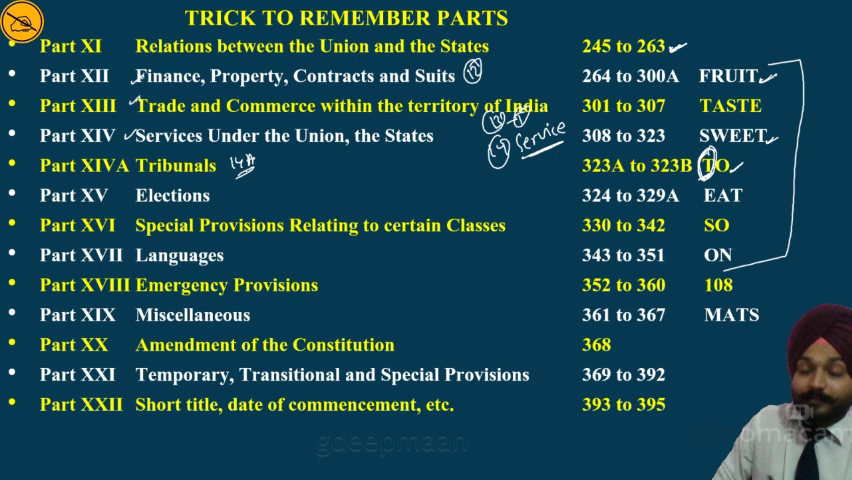 TRICK TO REMEMBER PARTS
• Part XI Relations between the Union and the States 245 to 263
• Part XII Finance, Property, Contracts and Suits 12 264 to 300A FRUIT
• Part XIII Trade and Commerce within the territory of India 301 to 307 TASTE
• Part XIV Services Under the Union, the States 308 to 323 SWEET
Service
• Part XIVA Tribunals 14A 323A to 323B TO
• Part XV Elections 324 to 329A EAT
• Part XVI Special Provisions Relating to certain Classes 330 to 342 SO
• Part XVII Languages 343 to 351 ON
• Part XVIII Emergency Provisions 352 to 360 108
• Part XIX Miscellaneous 361 to 367 MATS
• Part XX Amendment of the Constitution 368
• Part XXI Temporary, Transitional and Special Provisions 369 to 392
• Part XXII Short title, date of commencement, etc. 393 to 395
gdeepmaan